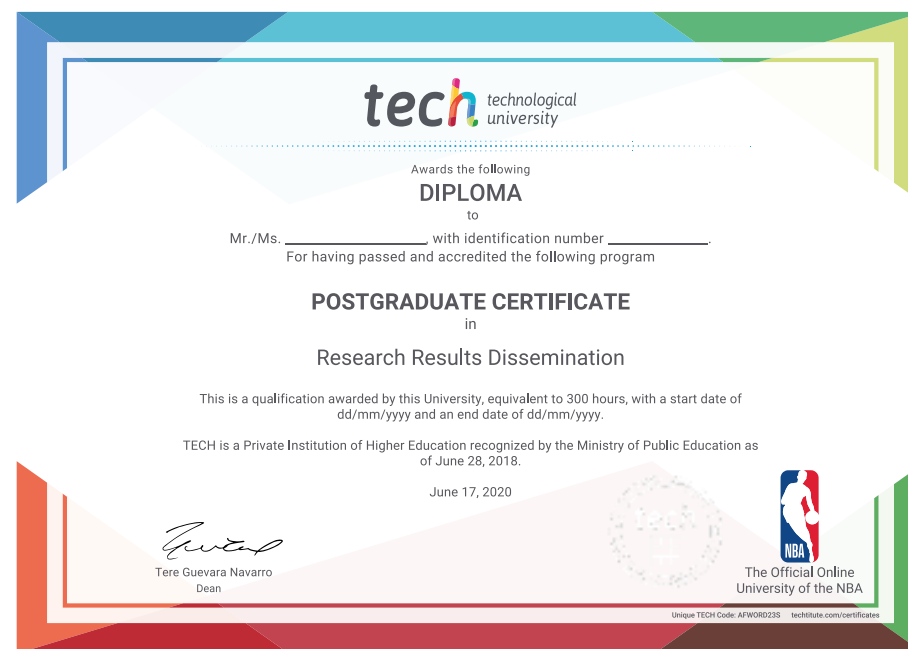 tech technological
university
Awards the following
DIPLOMA
to
Mr./Ms. ____________, with identification number ____________.
For having passed and accredited the following program
POSTGRADUATE CERTIFICATE
in
Research Results Dissemination
This is a qualification awarded by this University, equivalent to 300 hours, with a start date of
dd/mm/yyyy and an end date of dd/mm/yyyy.
TECH is a Private Institution of Higher Education recognized by the Ministry of Public Education as
of June 28, 2018.
June 17, 2020
tech
Tere Guevara Navarro
Dean
NBA
The Official Online
University of the NBA
Unique TECH Code: AFWORD23S techtitute.com/certificates